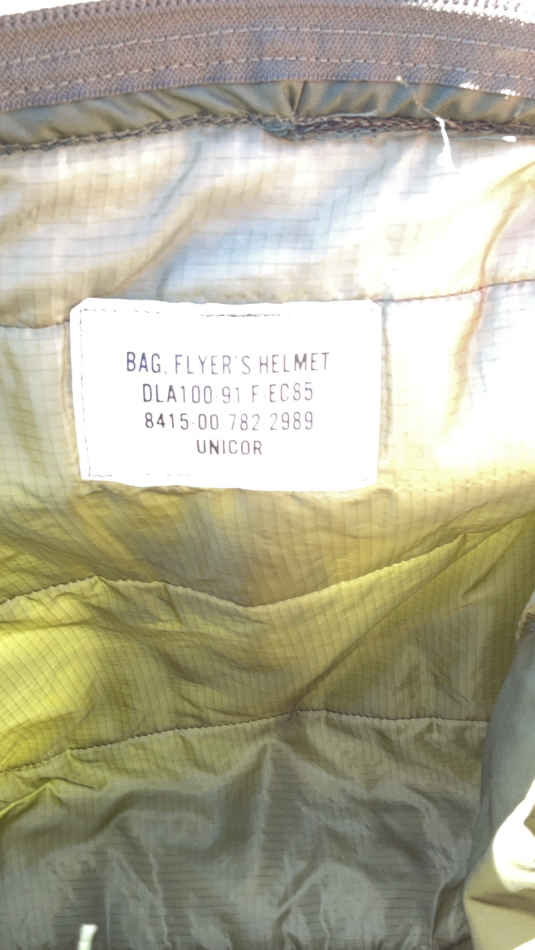 BAG, FLYER'S HELMET
DLA100 91 F EC85
8415-00 782 2989
UNICOR